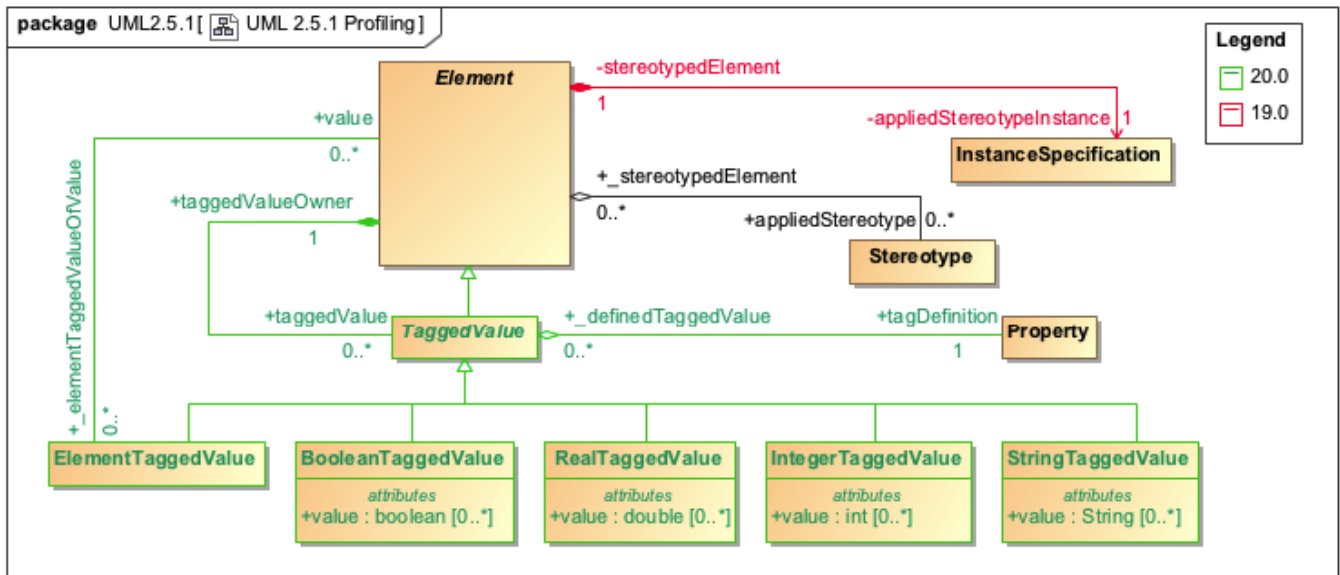 package UML2.5.1[ UML 2.5.1 Profiling ]
Legend
20.0
19.0
Element
-stereotypedElement
1
-appliedStereotypeInstance 1
InstanceSpecification
+value
0..*
+_stereotypedElement
0..*
+appliedStereotype 0..*
Stereotype
+taggedValueOwner
1
+_elementTaggedValueOfValue
0..*
+taggedValue
0..*
TaggedValue
+_definedTaggedValue
0..*
+tagDefinition
1
Property
ElementTaggedValue
BooleanTaggedValue
attributes
+value : boolean [0..*]
RealTaggedValue
attributes
+value : double [0..*]
IntegerTaggedValue
attributes
+value : int [0..*]
StringTaggedValue
attributes
+value : String [0..*]